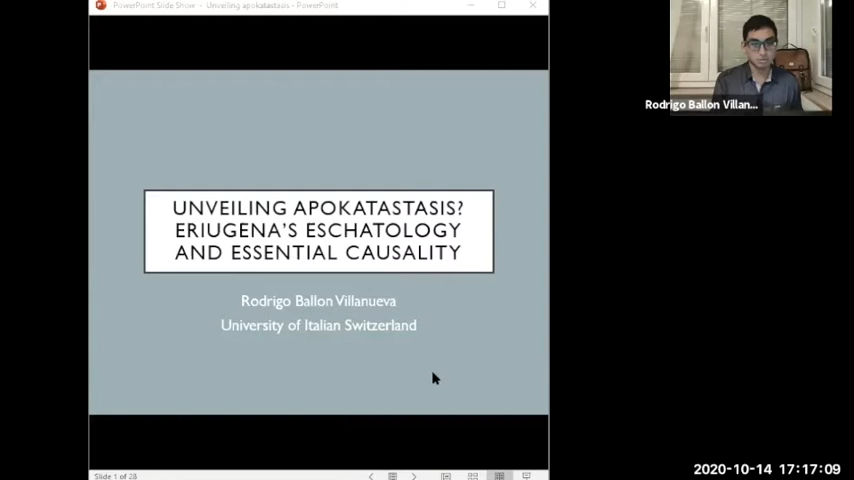 PowerPoint Slide Show - Unveiling apokatastasis - PowerPoint
UNVEILING APOKATASTASIS?
ERIUGENA'S ESCHATOLOGY
AND ESSENTIAL CAUSALITY
Rodrigo Ballon Villanueva
University of Italian Switzerland
Rodrigo Ballon Villan...
Slide 1 of 28
2020-10-14 17:17:09